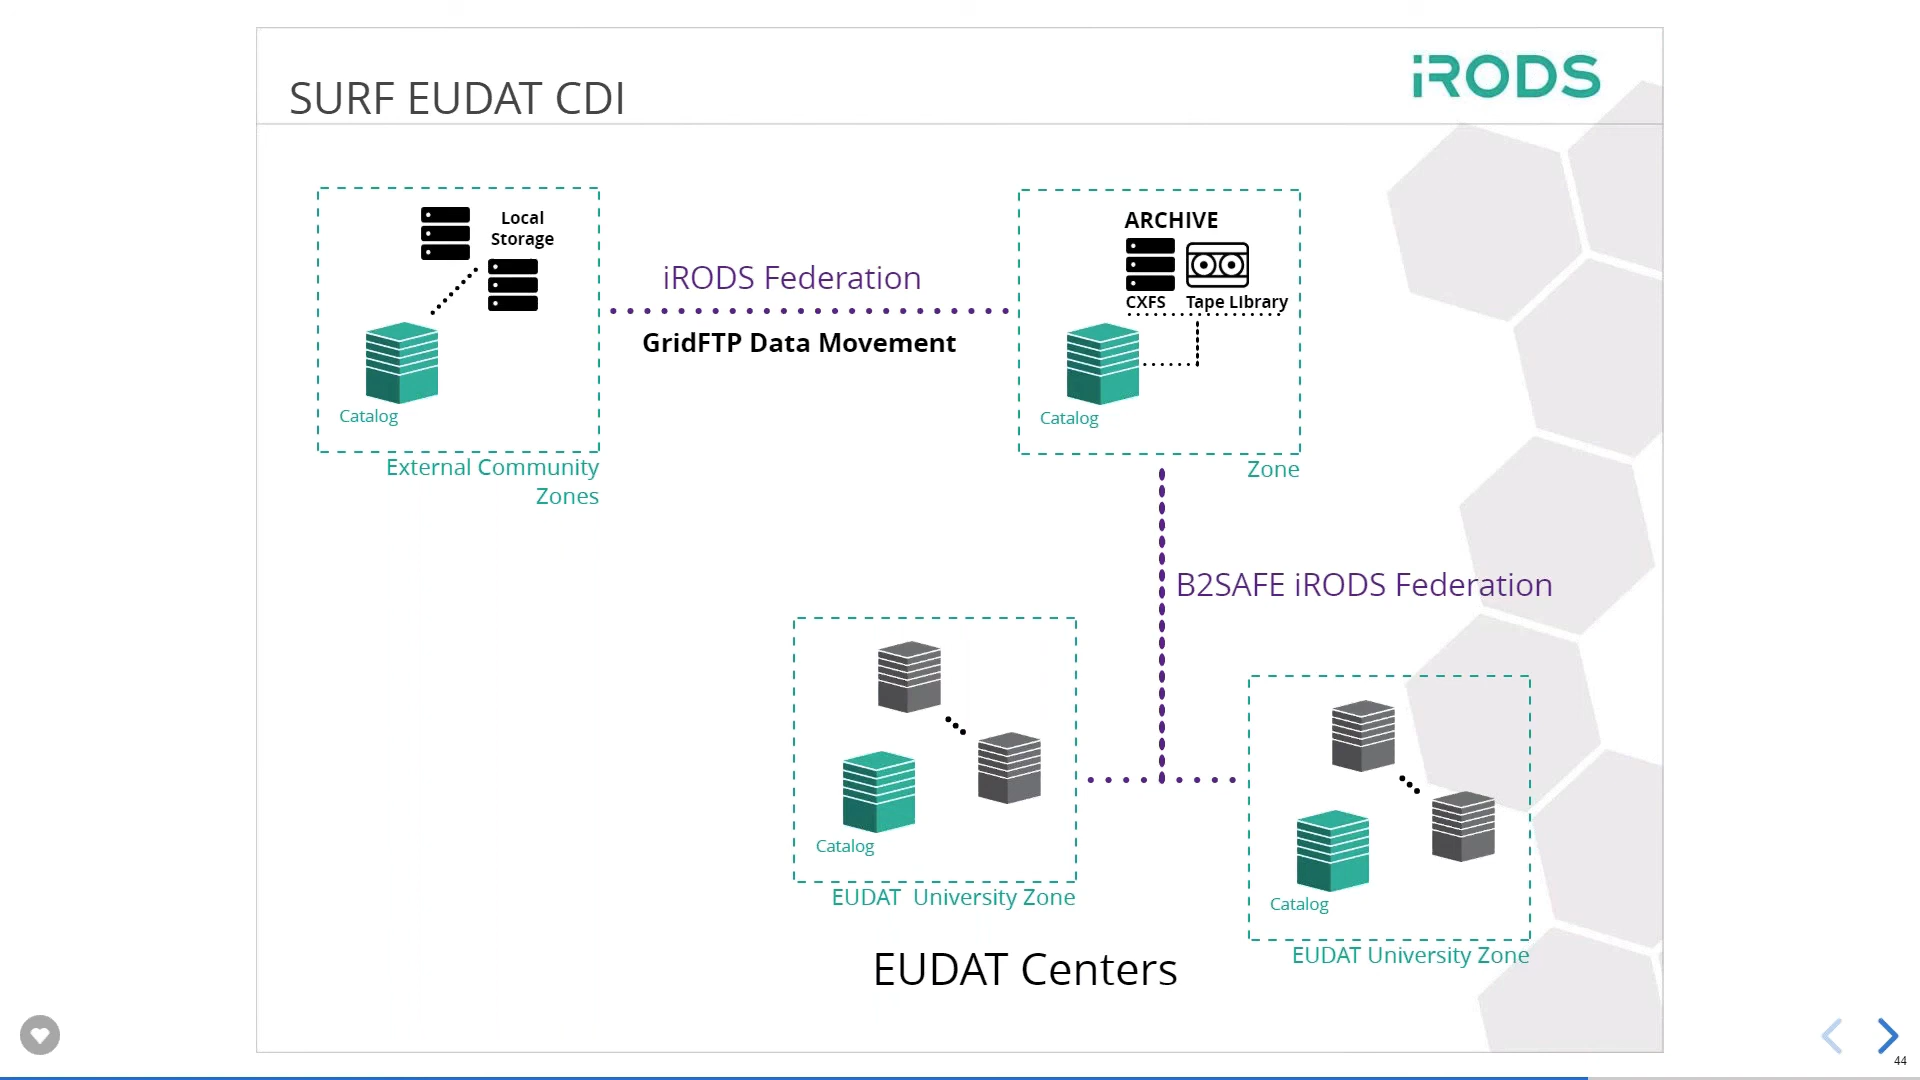 SURF EUDAT CDI
iRODS
Local
Storage
Catalog
External Community
Zones
iRODS Federation
GridFTP Data Movement
ARCHIVE
CXFS
Tape LIbrary
Catalog
Zone
B2SAFE iRODS Federation
Catalog
EUDAT  University Zone
Catalog
EUDAT University Zone
EUDAT Centers
44